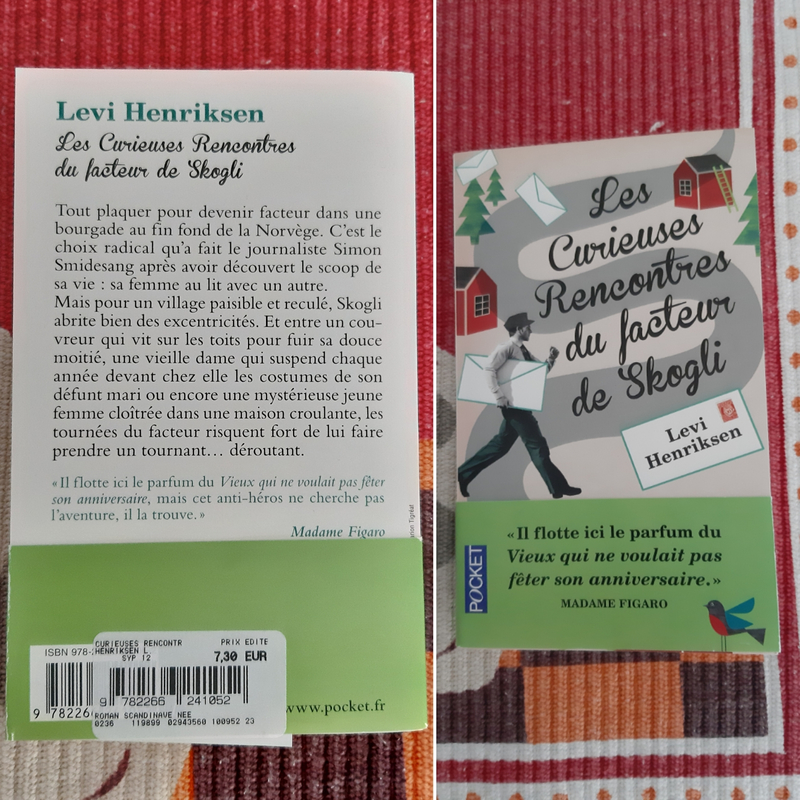 Levi Henriksen
Les Curieuses Rencontres
du facteur de Skogli
Tout plaquer pour devenir facteur dans une
bourgade au fin fond de la Norvège. C'est le
choix radical qu'a fait le journaliste Simon
Smidesang après avoir découvert le scoop de
sa vie : sa femme au lit avec un autre.
Mais pour un village paisible et reculé, Skogli
abrite bien des excentricités. Et entre un cou-
vreur qui vit sur les toits pour fuir sa douce
moitié, une vieille dame qui suspend chaque
année devant chez elle les costumes de son
défunt mari ou encore une mystérieuse jeune
femme cloîtrée dans une maison croulante, les
tournées du facteur risquent fort de lui faire
prendre un tournant… déroutant.
«Il flotte ici le parfum du Vieux qui ne voulait pas fêter
son anniversaire, mais cet anti-héros ne cherche pas
l'aventure, il la trouve.»
Madame Figaro
ISBN 978-
CURIEUSES RENCONTR PRIX EDITE
HENRIKSEN L
SYP 12 7,30 EUR
9 782266 241052
ROMAN SCANDINAVE NEE
0236 119899 02943560 100952 23
9 78226
www.pocket.fr
Les
Curieuses
Rencontres
du facteur
de Skogli
Levi
Henriksen
«Il flotte ici le parfum du
Vieux qui ne voulait pas
fêter son anniversaire.»
MADAME FIGARO
POCKET